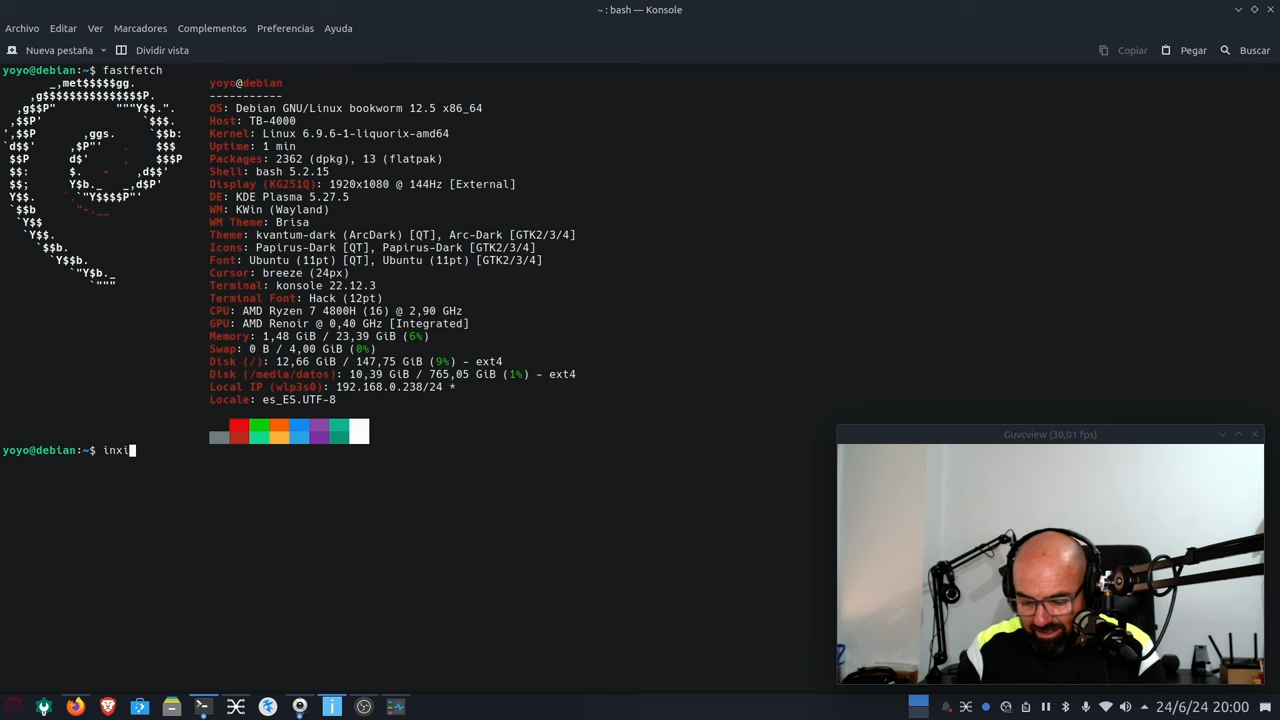 ~ : bash — Konsole
Archivo Editar Ver Marcadores Complementos Preferencias Ayuda
Nueva pestaña Dividir vista Copiar Pegar Buscar
yoyo@debian:~$ fastfetch
yoyo@debian
-----------
OS: Debian GNU/Linux bookworm 12.5 x86_64
Host: TB-4000
Kernel: Linux 6.9.6-1-liquorix-amd64
Uptime: 1 min
Packages: 2362 (dpkg), 13 (flatpak)
Shell: bash 5.2.15
Display (KG251Q): 1920x1080 @ 144Hz [External]
DE: KDE Plasma 5.27.5
WM: KWin (Wayland)
WM Theme: Brisa
Theme: kvantum-dark (ArcDark) [QT], Arc-Dark [GTK2/3/4]
Icons: Papirus-Dark [QT], Papirus-Dark [GTK2/3/4]
Font: Ubuntu (11pt) [QT], Ubuntu (11pt) [GTK2/3/4]
Cursor: breeze (24px)
Terminal: konsole 22.12.3
Terminal Font: Hack (12pt)
CPU: AMD Ryzen 7 4800H (16) @ 2,90 GHz
GPU: AMD Renoir @ 0,40 GHz [Integrated]
Memory: 1,48 GiB / 23,39 GiB (6%)
Swap: 0 B / 4,00 GiB (0%)
Disk (/): 12,66 GiB / 147,75 GiB (9%) - ext4
Disk (/media/datos): 10,39 GiB / 765,05 GiB (1%) - ext4
Local IP (wlp3s0): 192.168.0.238/24 *
Locale: es_ES.UTF-8
yoyo@debian:~$ inxi
Guvcview (30,01 fps)
24/6/24 20:00